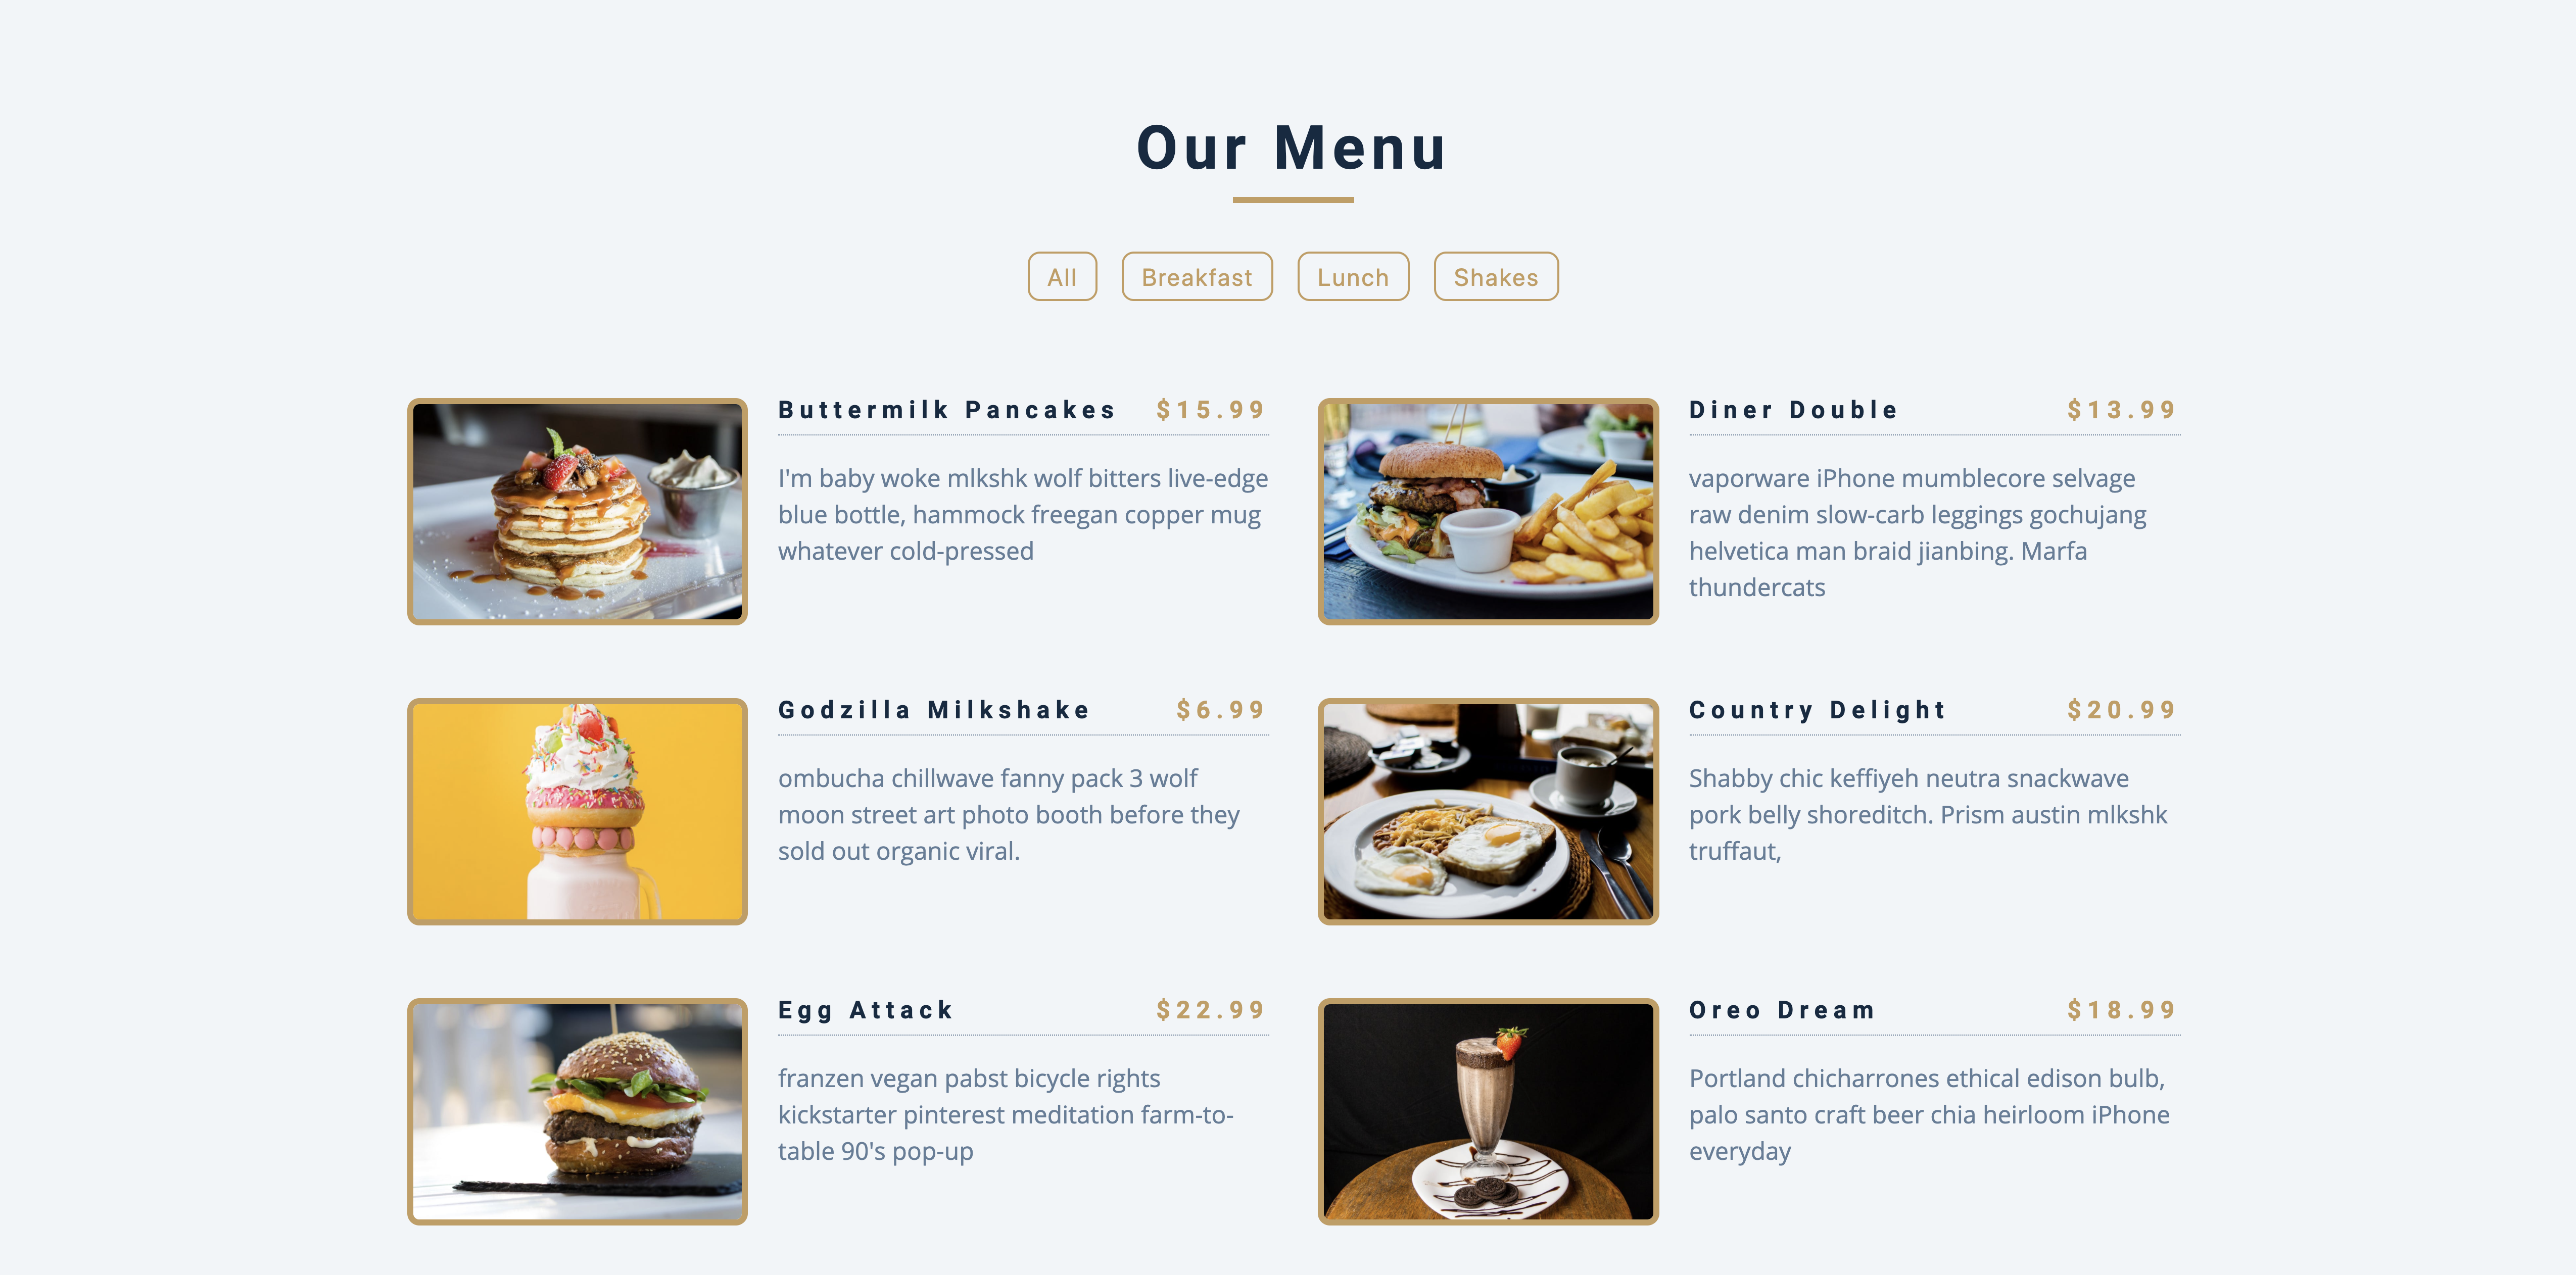 Our Menu
All Breakfast Lunch Shakes
Buttermilk Pancakes $15.99
I'm baby woke mlkshk wolf bitters live-edge
blue bottle, hammock freegan copper mug
whatever cold-pressed
Diner Double $13.99
vaporware iPhone mumblecore selvage
raw denim slow-carb leggings gochujang
helvetica man braid jianbing. Marfa
thundercats
Godzilla Milkshake $6.99
ombucha chillwave fanny pack 3 wolf
moon street art photo booth before they
sold out organic viral.
Country Delight $20.99
Shabby chic keffiyeh neutra snackwave
pork belly shoreditch. Prism austin mlkshk
truffaut,
Egg Attack $22.99
franzen vegan pabst bicycle rights
kickstarter pinterest meditation farm-to-
table 90's pop-up
Oreo Dream $18.99
Portland chicharrones ethical edison bulb,
palo santo craft beer chia heirloom iPhone
everyday